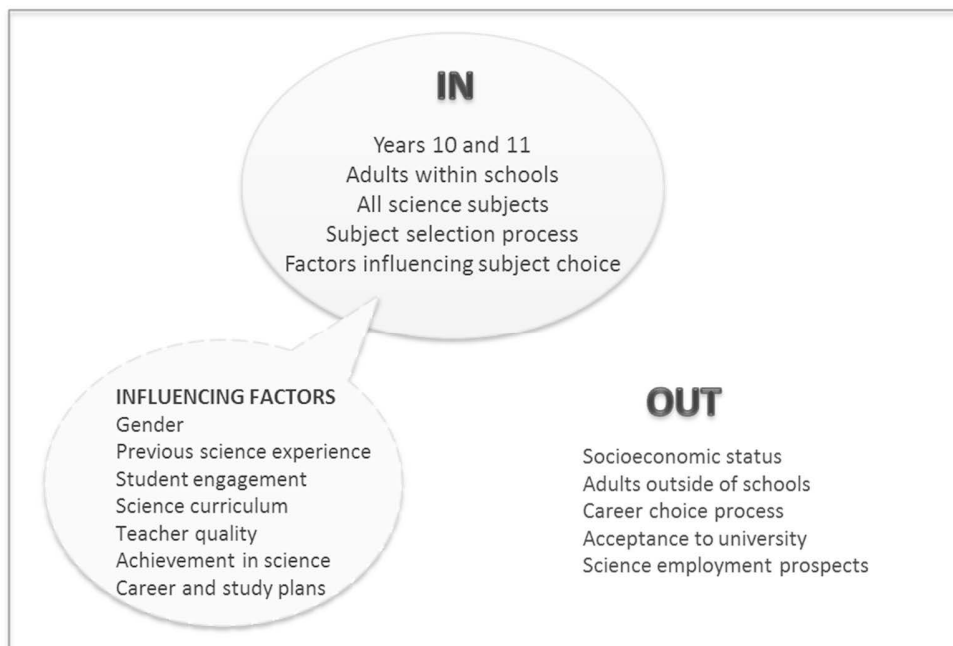 IN
Years 10 and 11
Adults within schools
All science subjects
Subject selection process
Factors influencing subject choice
INFLUENCING FACTORS
Gender
Previous science experience
Student engagement
Science curriculum
Teacher quality
Achievement in science
Career and study plans
OUT
Socioeconomic status
Adults outside of schools
Career choice process
Acceptance to university
Science employment prospects